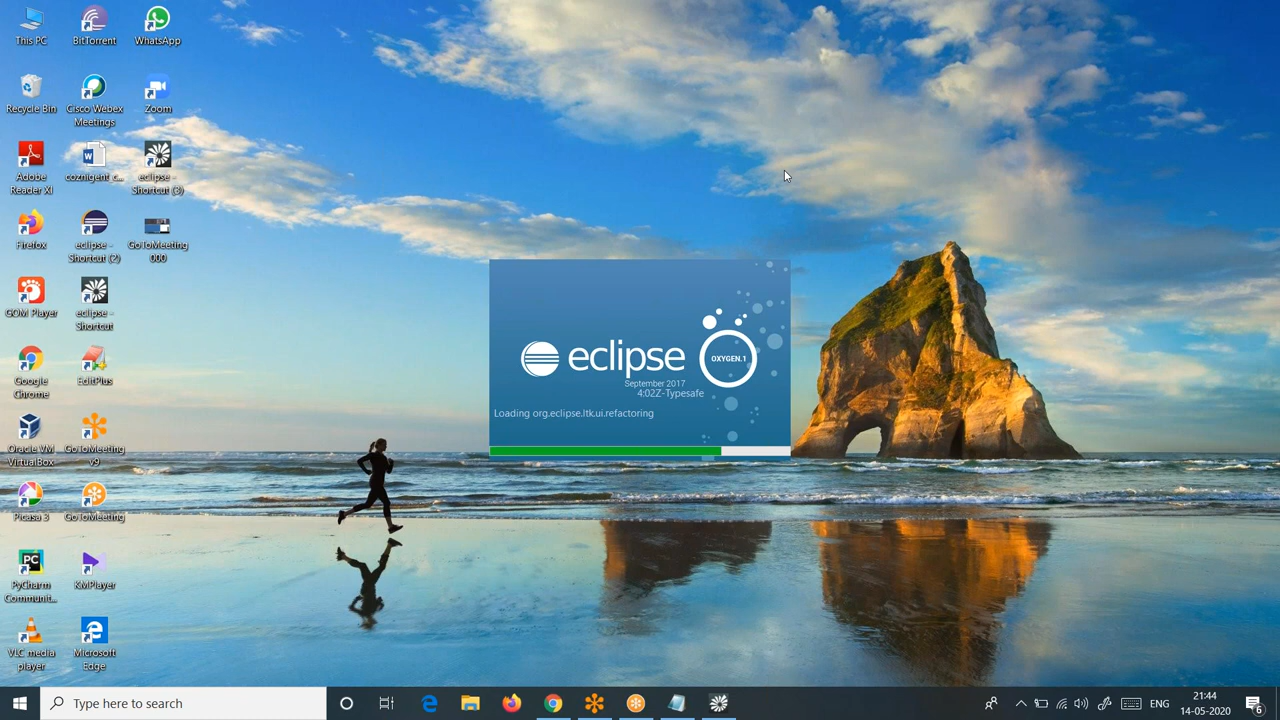 This PC
BitTorrent
WhatsApp
Recycle Bin
Cisco Webex
Meetings
Zoom
Adobe
Reader XI
coznigent_c...
eclipse -
Shortcut (3)
Firefox
eclipse -
Shortcut (2)
GoToMeeting
000
GOM Player
eclipse -
Shortcut
Google
Chrome
EditPlus
Oracle VM
VirtualBox
GoToMeeting
v9
Picasa 3
GoToMeeting
PC
PyCharm
Communit...
KMPlayer
VLC media
player
Microsoft
Edge
eclipse
OXYGEN.1
September 2017
4:02Z-Typesafe
Loading org.eclipse.ltk.ui.refactoring
Type here to search
ENG
21:44
14-05-2020
6